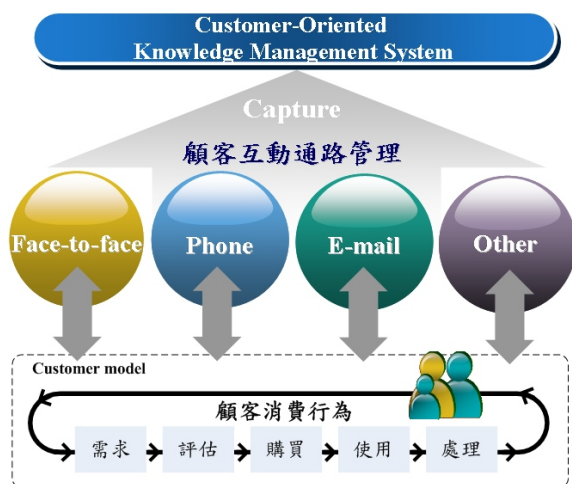 Customer-Oriented
Knowledge Management System
Capture
顧客互動通路管理
Face-to-face
Phone
E-mail
Other
Customer model
顧客消費行為
需求
評估
購買
使用
處理